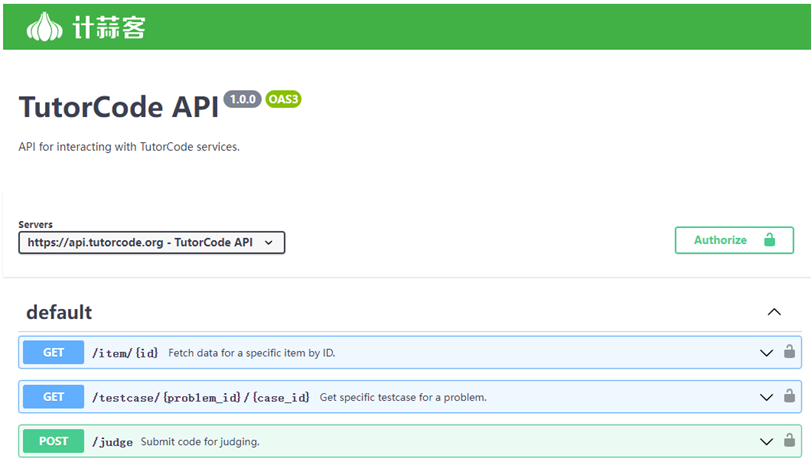 计蒜客
TutorCode API 1.0.0 OAS3
API for interacting with TutorCode services.
Servers
https://api.tutorcode.org - TutorCode API
Authorize
default
GET /item/{id} Fetch data for a specific item by ID.
GET /testcase/{problem_id}/{case_id} Get specific testcase for a problem.
POST /judge Submit code for judging.